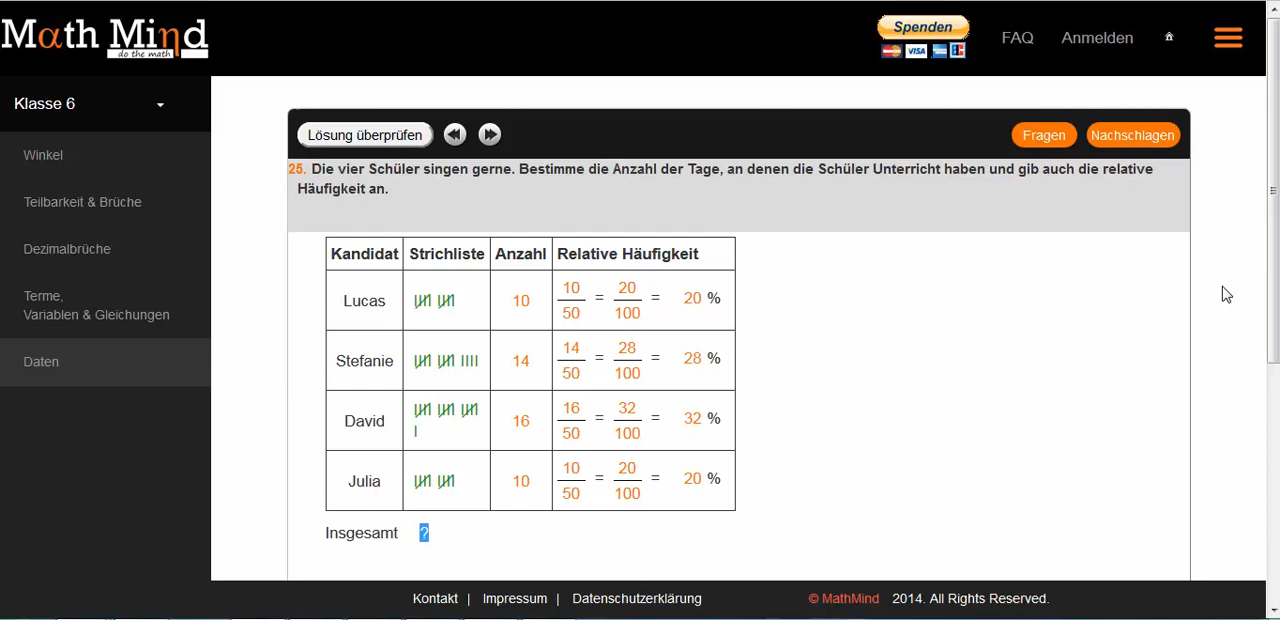 Mαth Miηd
do the math
Spenden
VISA
FAQ
Anmelden
Klasse 6
Winkel
Teilbarkeit & Brüche
Dezimalbrüche
Terme,
Variablen & Gleichungen
Daten
Lösung überprüfen
Fragen
Nachschlagen
25. Die vier Schüler singen gerne. Bestimme die Anzahl der Tage, an denen die Schüler Unterricht haben und gib auch die relative
Häufigkeit an.
Kandidat Strichliste Anzahl Relative Häufigkeit
Lucas 10 10/50 = 20/100 = 20 %
Stefanie 14 14/50 = 28/100 = 28 %
David 16 16/50 = 32/100 = 32 %
Julia 10 10/50 = 20/100 = 20 %
Insgesamt ?
Kontakt | Impressum | Datenschutzerklärung
© MathMind 2014. All Rights Reserved.